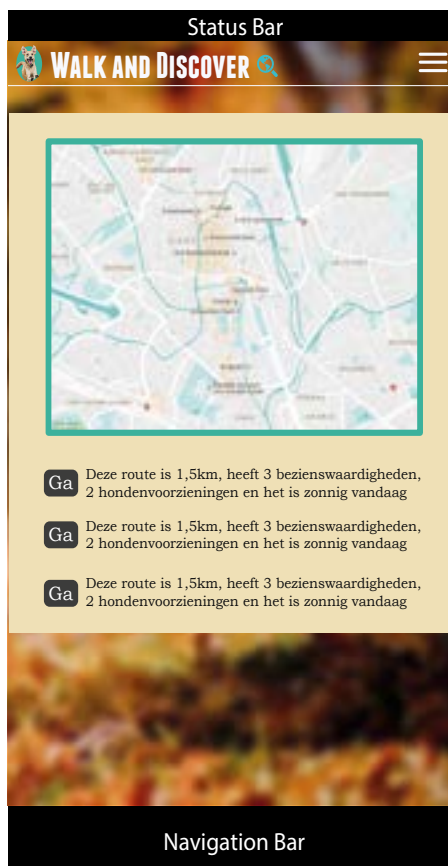 Status Bar
WALK AND DISCOVER
Ga
Deze route is 1,5km, heeft 3 bezienswaardigheden,
2 hondenvoorzieningen en het is zonnig vandaag
Ga
Deze route is 1,5km, heeft 3 bezienswaardigheden,
2 hondenvoorzieningen en het is zonnig vandaag
Ga
Deze route is 1,5km, heeft 3 bezienswaardigheden,
2 hondenvoorzieningen en het is zonnig vandaag
Navigation Bar